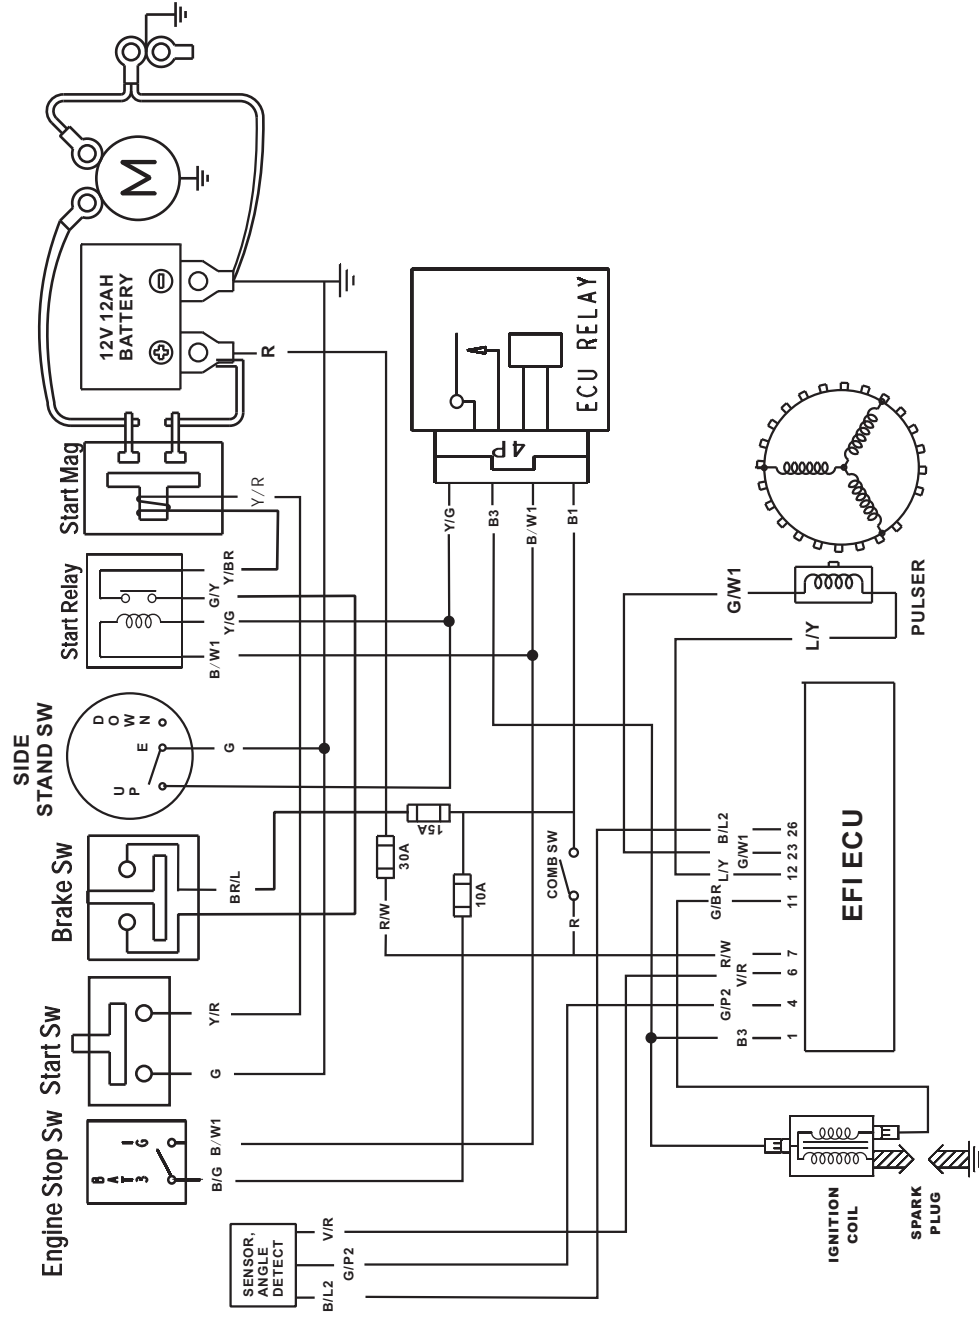 M
12V 12AH
BATTERY
R
Start Mag
Y/R
Start Relay
Y/BR
G/Y
Y/G
B/W1
ECU RELAY
4P
Y/G
B3
B/W1
B1
SIDE
STAND SW
DOWN
E
UP
G
15A
30A
10A
COMB SW
R
R/W
Brake Sw
BR/L
Start Sw
Y/R
G
Engine Stop Sw
BAT3
IG
B/W1
B/G
SENSOR,
ANGLE
DETECT
V/R
G/P2
B/L2
G/W1
L/Y
PULSER
B/L2
G/W1
L/Y
G/BR
R/W
V/R
G/P2
B3
26
23
12
11
7
6
4
1
EFI ECU
IGNITION
COIL
SPARK
PLUG